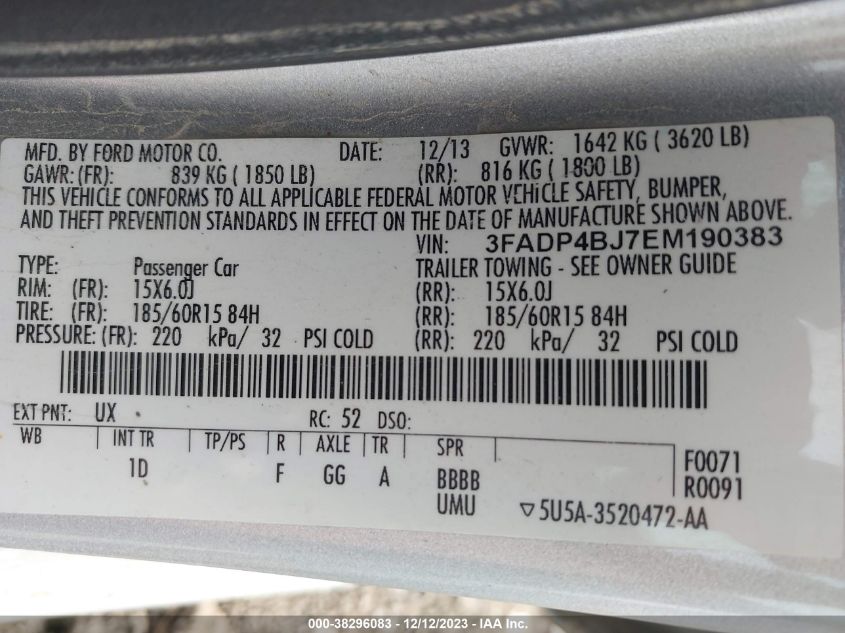 MFD. BY FORD MOTOR CO. DATE: 12/13 GVWR: 1642 KG ( 3620 LB)
GAWR: (FR): 839 KG ( 1850 LB) (RR): 816 KG ( 1800 LB)
THIS VEHICLE CONFORMS TO ALL APPLICABLE FEDERAL MOTOR VEHICLE SAFETY, BUMPER,
AND THEFT PREVENTION STANDARDS IN EFFECT ON THE DATE OF MANUFACTURE SHOWN ABOVE.
VIN: 3FADP4BJ7EM190383
TYPE: Passenger Car TRAILER TOWING - SEE OWNER GUIDE
RIM: (FR): 15X6.0J (RR): 15X6.0J
TIRE: (FR): 185/60R15 84H (RR): 185/60R15 84H
PRESSURE: (FR): 220 kPa/ 32 PSI COLD (RR): 220 kPa/ 32 PSI COLD
EXT PNT: UX RC: 52 DSO:
WB INT TR TP/PS R AXLE TR SPR F0071
1D F GG A BBBB R0091
UMU ▽5U5A-3520472-AA
000-38296083 - 12/12/2023 - IAA Inc.